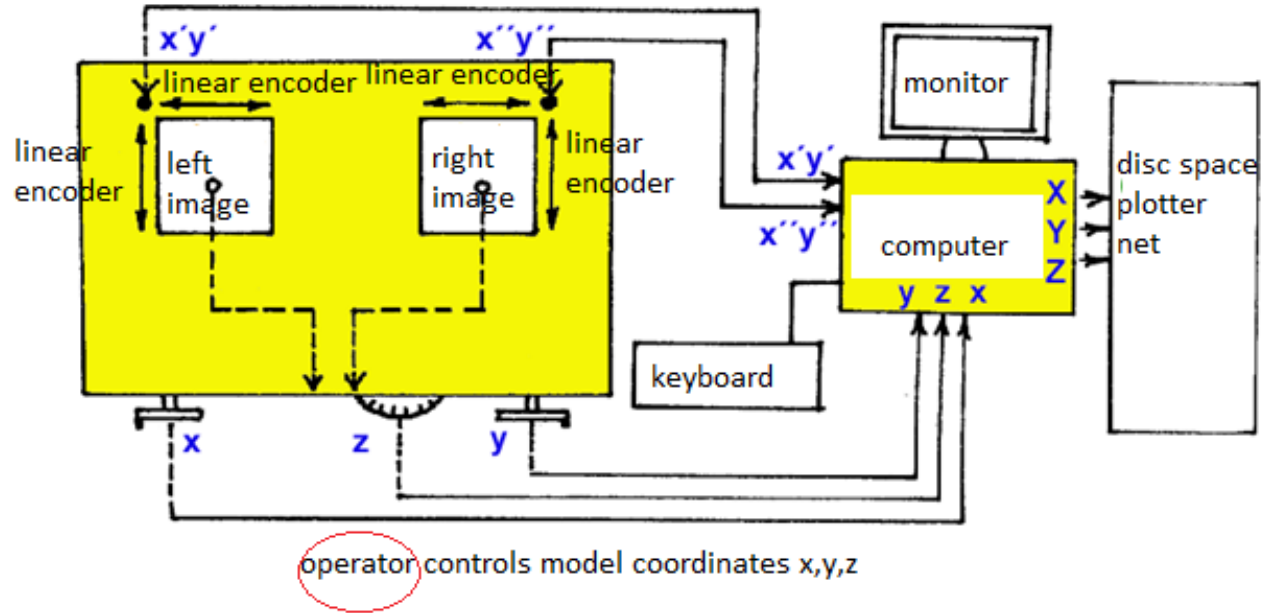 x´y´
x´´y´´
linear encoder
linear encoder
linear
encoder
left
image
right
image
linear
encoder
monitor
x´y´
x´´y´´
computer
X
Y
Z
y z x
disc space
plotter
net
keyboard
x
z
y
operator controls model coordinates x,y,z